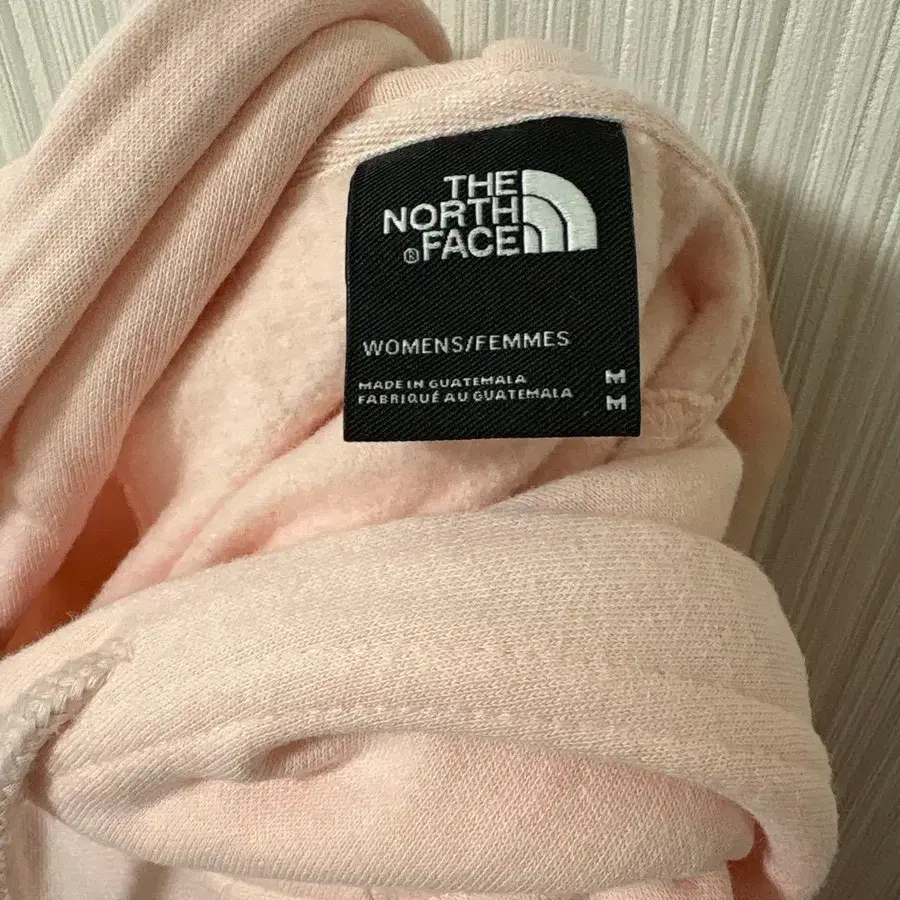 THE
NORTH
®FACE
WOMENS/FEMMES
MADE IN GUATEMALA M
FABRIQUÉ AU GUATEMALA M